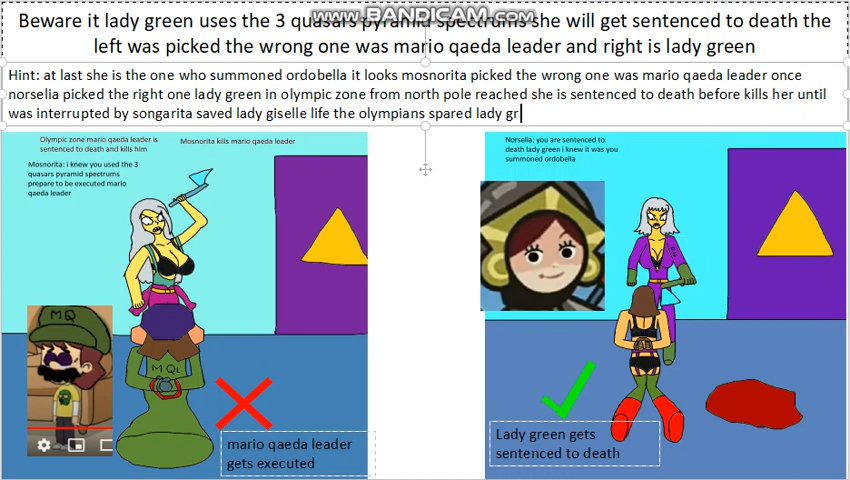 www.BANDICAM.com
Beware it lady green uses the 3 quasars pyramid spectrums she will get sentenced to death the
left was picked the wrong one was mario qaeda leader and right is lady green
Hint: at last she is the one who summoned ordobella it looks mosnorita picked the wrong one was mario qaeda leader once
norselia picked the right one lady green in olympic zone from north pole reached she is sentenced to death before kills her until
was interrupted by songarita saved lady giselle life the olympians spared lady gr
Olympic zone mario qaeda leader is
sentenced to death and kills him
Mosnorita kills mario qaeda leader
Mosnorita: i knew you used the 3
quasars pyramid spectrums
prepare to be executed mario
qaeda leader
MQ
MQL
mario qaeda leader
gets executed
Norselia: you are sentenced to
death lady green i knew it was you
summoned ordobella
Lady green gets
sentenced to death